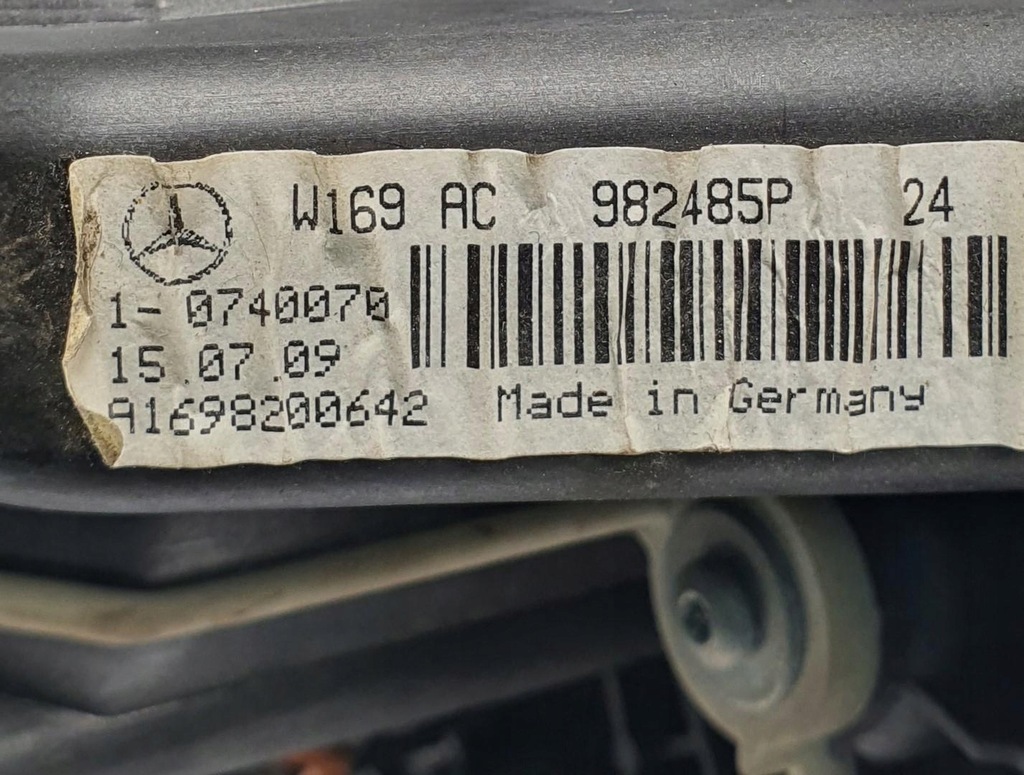 W169 AC 982485P 24
1- 0740070
15.07.09
A1698200642 Made in Germany